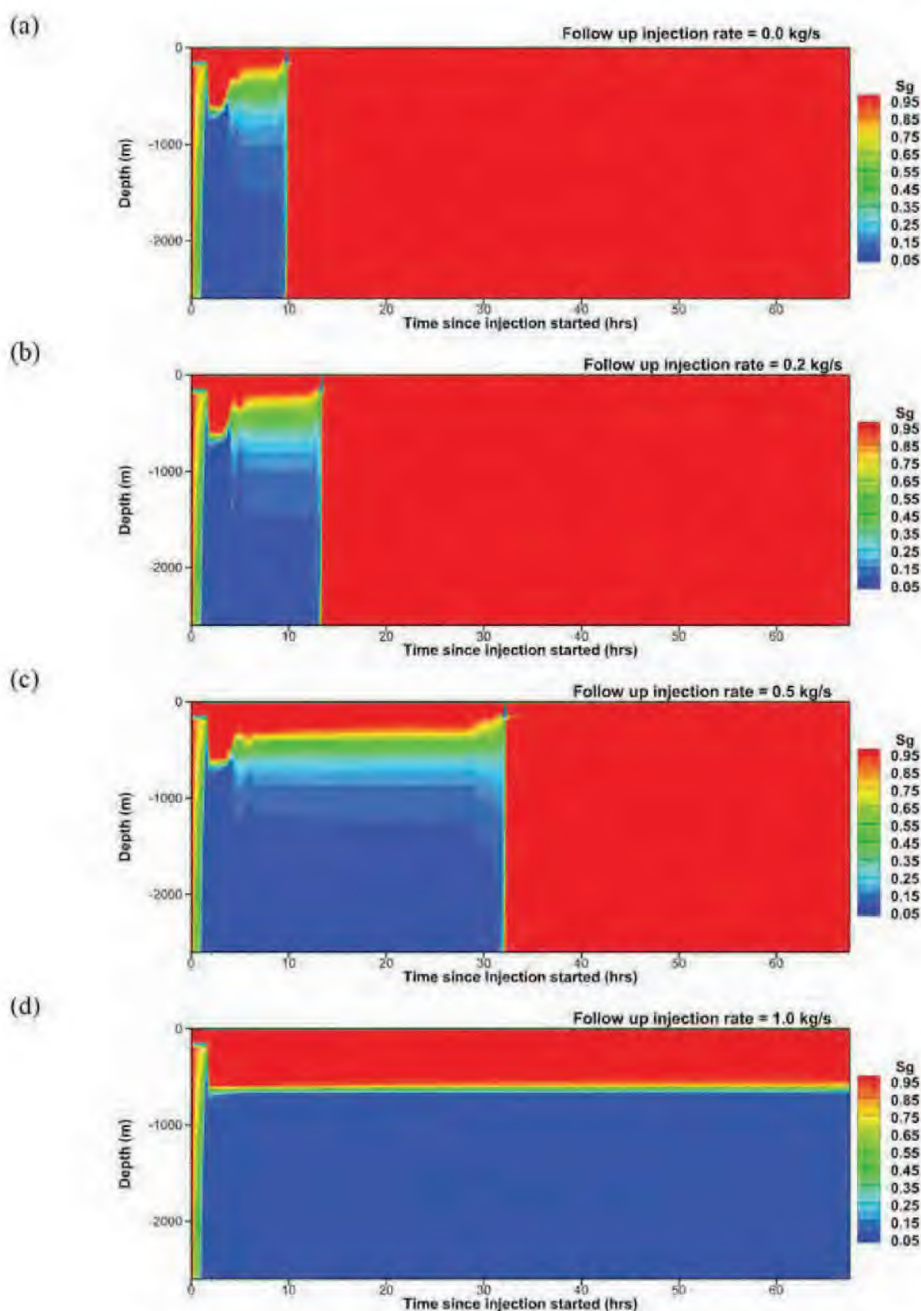 (a)
Follow up injection rate = 0.0 kg/s
0
-1000
-2000
Depth (m)
0 10 20 30 40 50 60
Time since injection started (hrs)
Sg
0.95
0.85
0.75
0.65
0.55
0.45
0.35
0.25
0.15
0.05
(b)
Follow up injection rate = 0.2 kg/s
0
-1000
-2000
Depth (m)
0 10 20 30 40 50 60
Time since injection started (hrs)
Sg
0.95
0.85
0.75
0.65
0.55
0.45
0.35
0.25
0.15
0.05
(c)
Follow up injection rate = 0.5 kg/s
0
-1000
-2000
Depth (m)
0 10 20 30 40 50 60
Time since injection started (hrs)
Sg
0.95
0.85
0.75
0.65
0.55
0.45
0.35
0.25
0.15
0.05
(d)
Follow up injection rate = 1.0 kg/s
0
-1000
-2000
Depth (m)
0 10 20 30 40 50 60
Time since injection started (hrs)
Sg
0.95
0.85
0.75
0.65
0.55
0.45
0.35
0.25
0.15
0.05